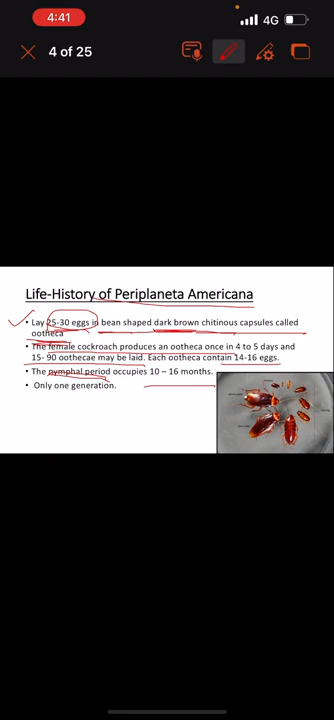 4:41
4G
4 of 25
Life-History of Periplaneta Americana
• Lay 25-30 eggs in bean shaped dark brown chitinous capsules called
ootheca
• The female cockroach produces an ootheca once in 4 to 5 days and
15- 90 oothecae may be laid. Each ootheca contain 14-16 eggs.
• The nymphal period occupies 10 – 16 months.
• Only one generation.